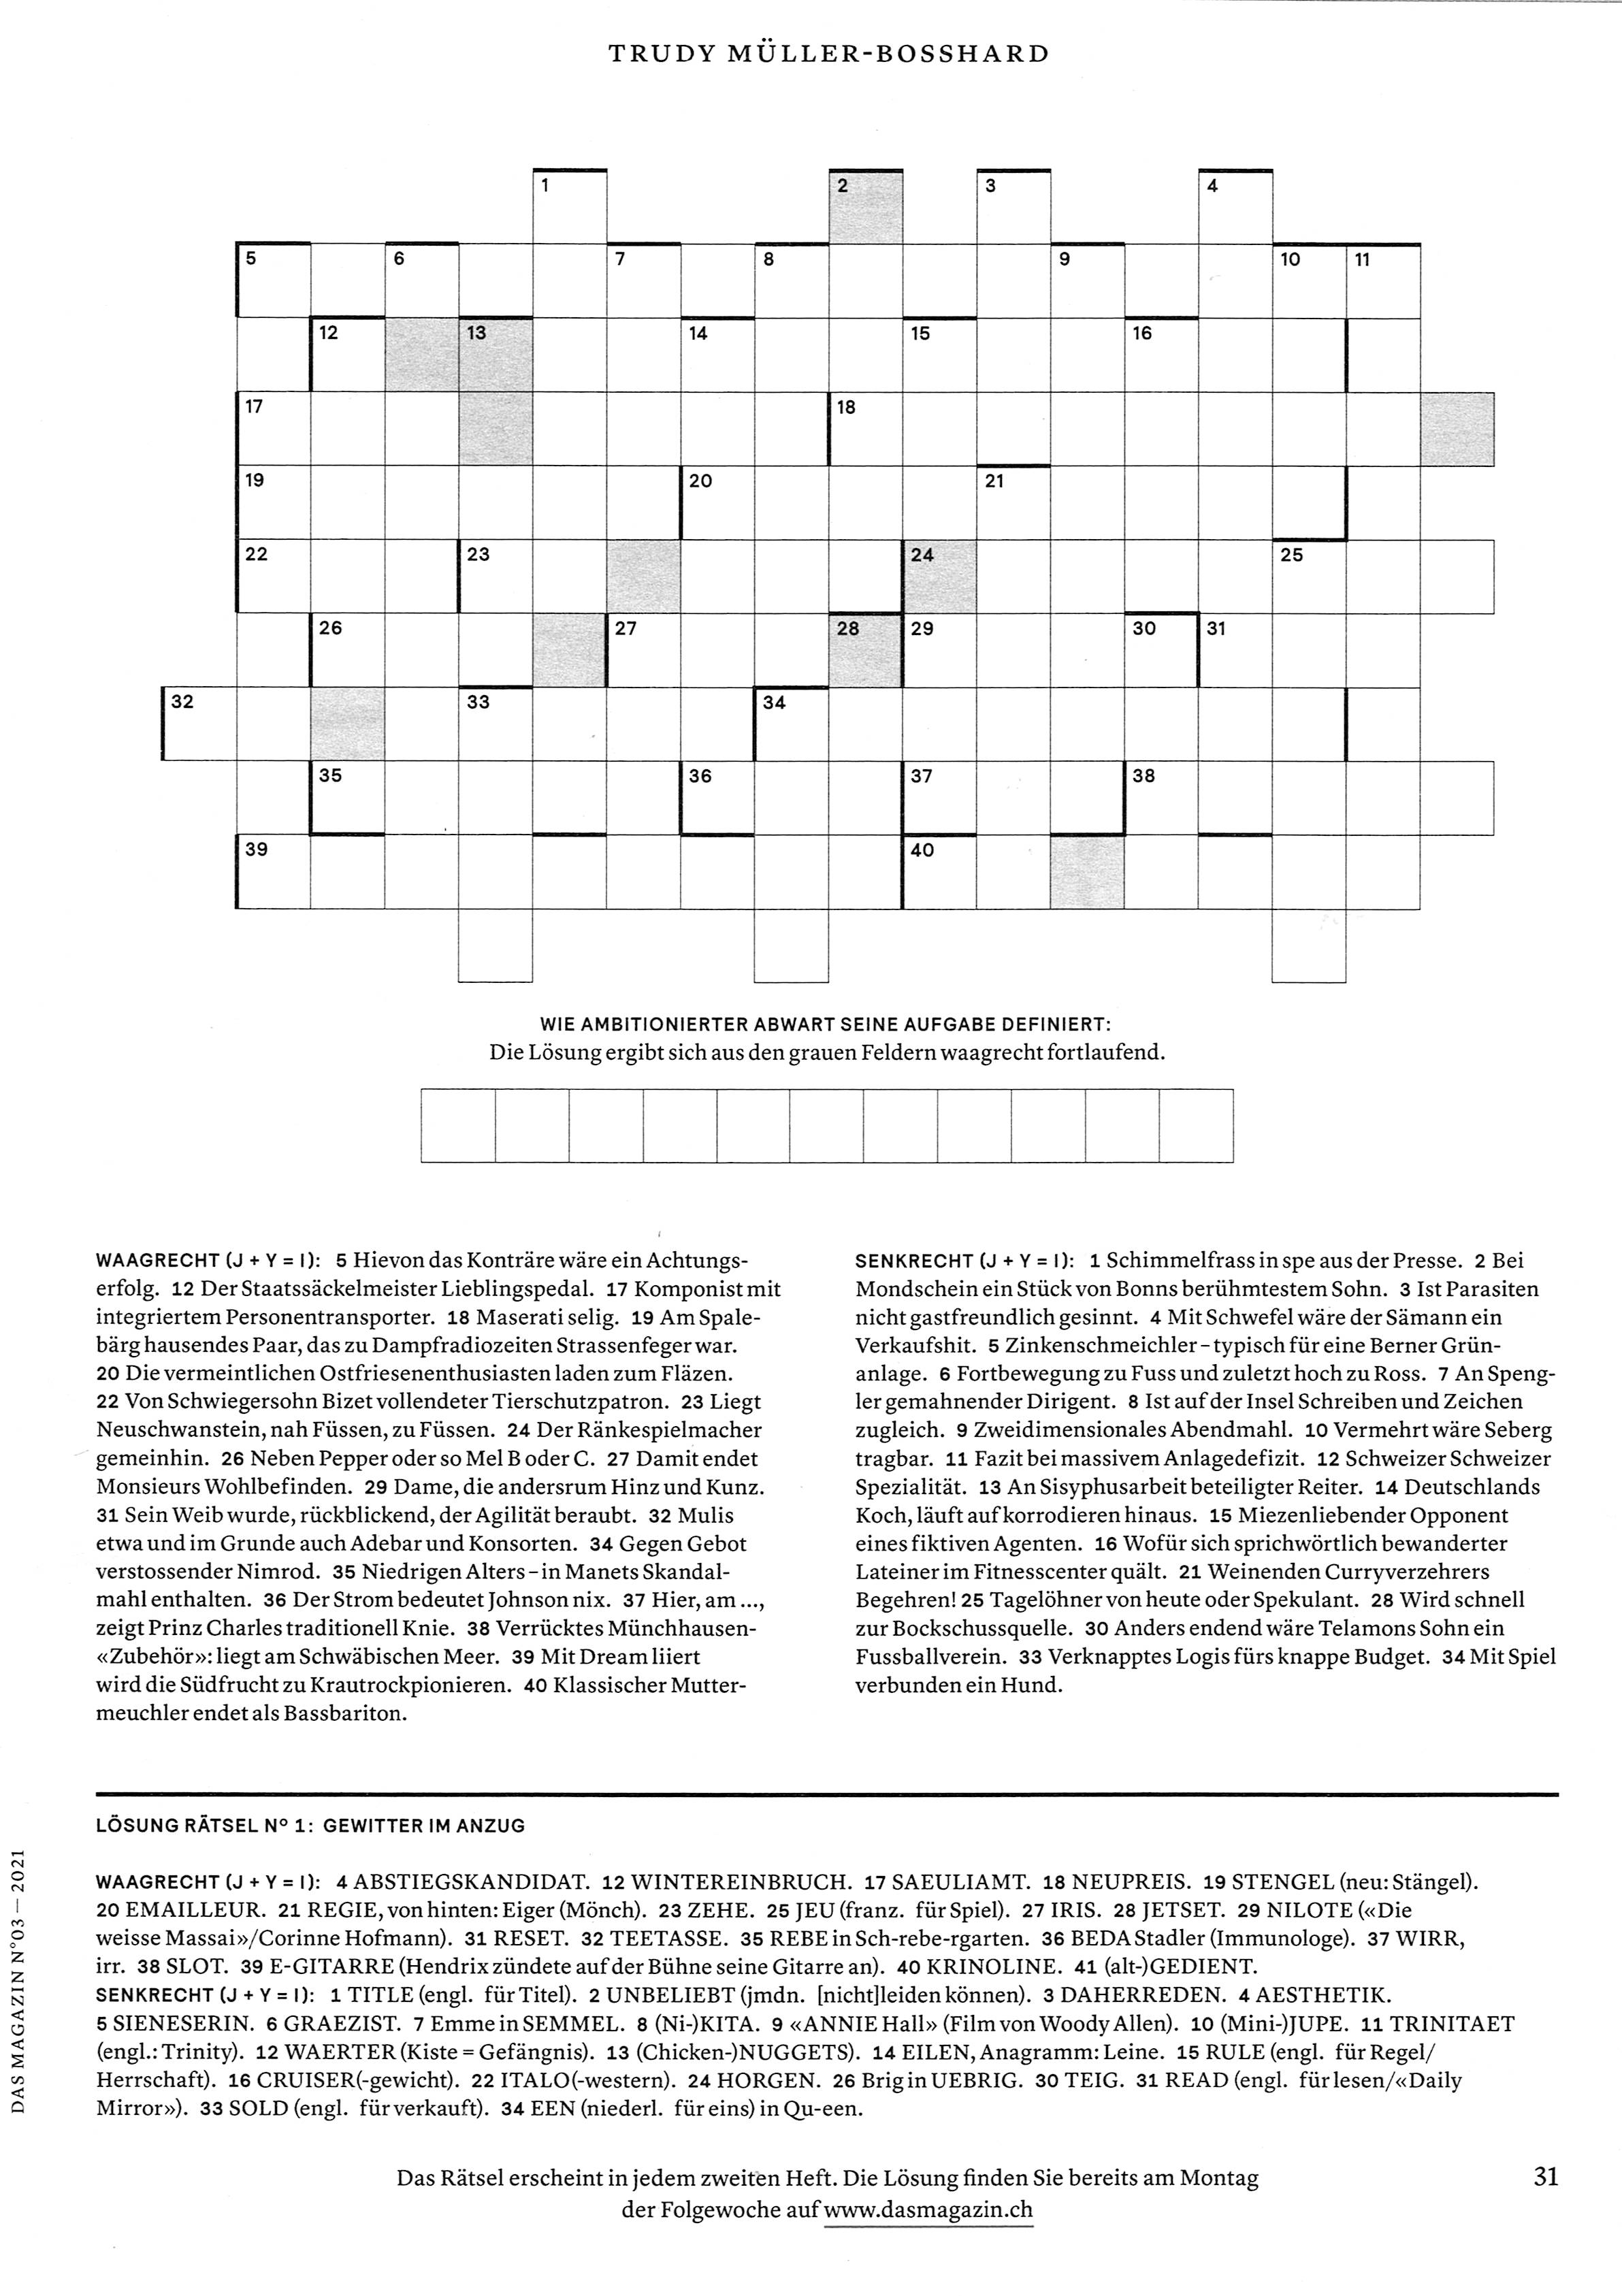 TRUDY MÜLLER-BOSSHARD
1 2 3 4
5 6 7 8 9 10 11
12 13 14 15 16
17 18
19 20 21
22 23 24 25
26 27 28 29 30 31
32 33 34
35 36 37 38
39 40
WIE AMBITIONIERTER ABWART SEINE AUFGABE DEFINIERT:
Die Lösung ergibt sich aus den grauen Feldern waagrecht fortlaufend.
WAAGRECHT (J + Y = I): 5 Hievon das Konträre wäre ein Achtungs-
erfolg. 12 Der Staatssäckelmeister Lieblingspedal. 17 Komponist mit
integriertem Personentransporter. 18 Maserati selig. 19 Am Spale-
bärg hausendes Paar, das zu Dampfradiozeiten Strassenfeger war.
20 Die vermeintlichen Ostfriesenenthusiasten laden zum Fläzen.
22 Von Schwiegersohn Bizet vollendeter Tierschutzpatron. 23 Liegt
Neuschwanstein, nah Füssen, zu Füssen. 24 Der Ränkespielmacher
gemeinhin. 26 Neben Pepper oder so Mel B oder C. 27 Damit endet
Monsieurs Wohlbefinden. 29 Dame, die andersrum Hinz und Kunz.
31 Sein Weib wurde, rückblickend, der Agilität beraubt. 32 Mulis
etwa und im Grunde auch Adebar und Konsorten. 34 Gegen Gebot
verstossender Nimrod. 35 Niedrigen Alters – in Manets Skandal-
mahl enthalten. 36 Der Strom bedeutet Johnson nix. 37 Hier, am ...,
zeigt Prinz Charles traditionell Knie. 38 Verrücktes Münchhausen-
«Zubehör»: liegt am Schwäbischen Meer. 39 Mit Dream liiert
wird die Südfrucht zu Krautrockpionieren. 40 Klassischer Mutter-
meuchler endet als Bassbariton.
SENKRECHT (J + Y = I): 1 Schimmelfrass in spe aus der Presse. 2 Bei
Mondschein ein Stück von Bonns berühmtestem Sohn. 3 Ist Parasiten
nicht gastfreundlich gesinnt. 4 Mit Schwefel wäre der Sämann ein
Verkaufshit. 5 Zinkenschmeichler – typisch für eine Berner Grün-
anlage. 6 Fortbewegung zu Fuss und zuletzt hoch zu Ross. 7 An Speng-
ler gemahnender Dirigent. 8 Ist auf der Insel Schreiben und Zeichen
zugleich. 9 Zweidimensionales Abendmahl. 10 Vermehrt wäre Seberg
tragbar. 11 Fazit bei massivem Anlagedefizit. 12 Schweizer Schweizer
Spezialität. 13 An Sisyphusarbeit beteiligter Reiter. 14 Deutschlands
Koch, läuft auf korrodieren hinaus. 15 Miezenliebender Opponent
eines fiktiven Agenten. 16 Wofür sich sprichwörtlich bewanderter
Lateiner im Fitnesscenter quält. 21 Weinenden Curryverzehrers
Begehren! 25 Tagelöhner von heute oder Spekulant. 28 Wird schnell
zur Bockschussquelle. 30 Anders endend wäre Telamons Sohn ein
Fussballverein. 33 Verknapptes Logis fürs knappe Budget. 34 Mit Spiel
verbunden ein Hund.
LÖSUNG RÄTSEL Nº 1: GEWITTER IM ANZUG
WAAGRECHT (J + Y = I): 4 ABSTIEGSKANDIDAT. 12 WINTEREINBRUCH. 17 SAEULIAMT. 18 NEUPREIS. 19 STENGEL (neu: Stängel).
20 EMAILLEUR. 21 REGIE, von hinten: Eiger (Mönch). 23 ZEHE. 25 JEU (franz. für Spiel). 27 IRIS. 28 JETSET. 29 NILOTE («Die
weisse Massai»/Corinne Hofmann). 31 RESET. 32 TEETASSE. 35 REBE in Sch-rebe-rgarten. 36 BEDA Stadler (Immunologe). 37 WIRR,
irr. 38 SLOT. 39 E-GITARRE (Hendrix zündete auf der Bühne seine Gitarre an). 40 KRINOLINE. 41 (alt-)GEDIENT.
SENKRECHT (J + Y = I): 1 TITLE (engl. für Titel). 2 UNBELIEBT (jmdn. [nicht]leiden können). 3 DAHERREDEN. 4 AESTHETIK.
5 SIENESERIN. 6 GRAEZIST. 7 Emme in SEMMEL. 8 (Ni-)KITA. 9 «ANNIE Hall» (Film von Woody Allen). 10 (Mini-)JUPE. 11 TRINITAET
(engl.: Trinity). 12 WAERTER (Kiste = Gefängnis). 13 (Chicken-)NUGGETS). 14 EILEN, Anagramm: Leine. 15 RULE (engl. für Regel/
Herrschaft). 16 CRUISER(-gewicht). 22 ITALO(-western). 24 HORGEN. 26 Brig in UEBRIG. 30 TEIG. 31 READ (engl. für lesen/«Daily
Mirror»). 33 SOLD (engl. für verkauft). 34 EEN (niederl. für eins) in Qu-een.
Das Rätsel erscheint in jedem zweiten Heft. Die Lösung finden Sie bereits am Montag
der Folgewoche auf www.dasmagazin.ch
31
DAS MAGAZIN N°03 — 2021